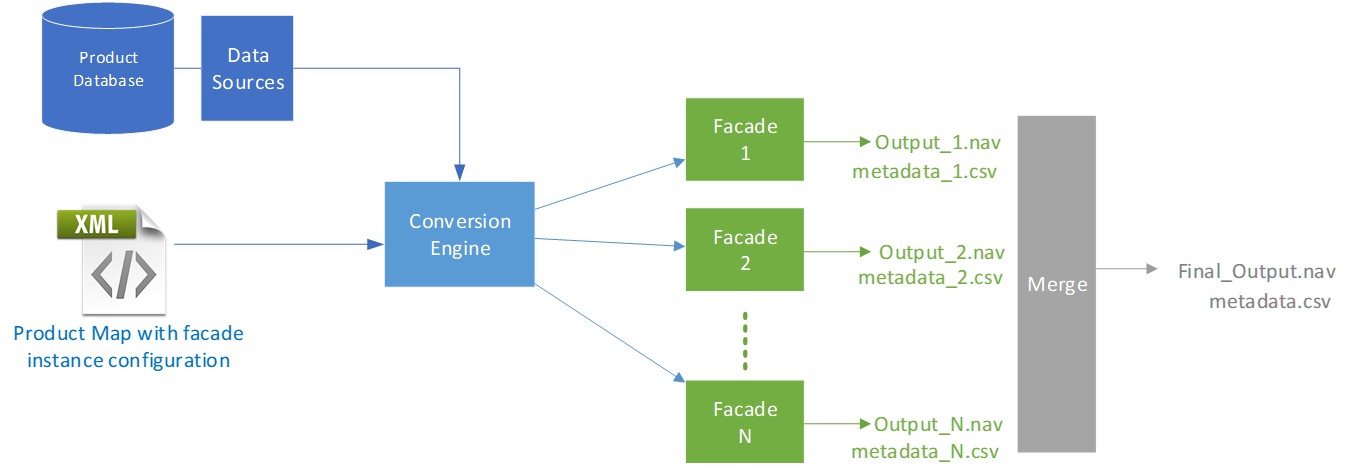 Product
Database
Data
Sources
XML
</>
Product Map with facade
instance configuration
Conversion
Engine
Facade
1
Output_1.nav
metadata_1.csv
Facade
2
Output_2.nav
metadata_2.csv
Facade
N
Output_N.nav
metadata_N.csv
Merge
Final_Output.nav
metadata.csv